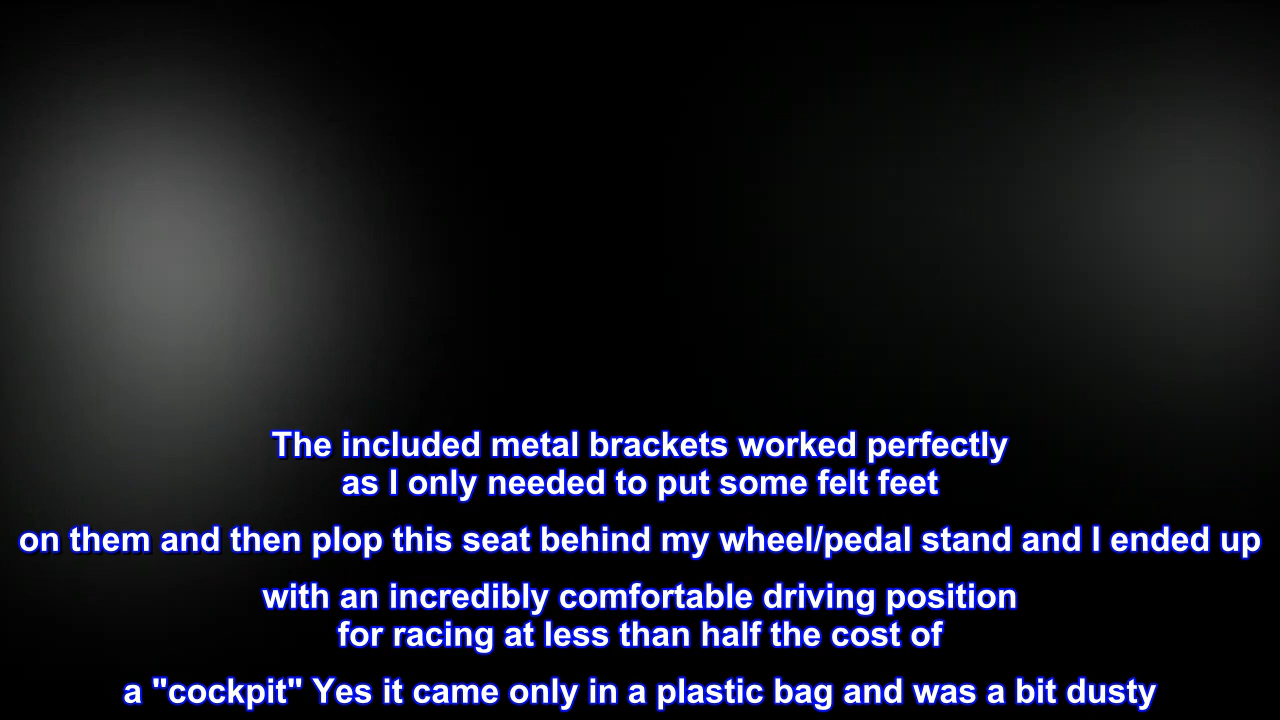 The included metal brackets worked perfectly
as I only needed to put some felt feet
on them and then plop this seat behind my wheel/pedal stand and I ended up
with an incredibly comfortable driving position
for racing at less than half the cost of
a "cockpit" Yes it came only in a plastic bag and was a bit dusty